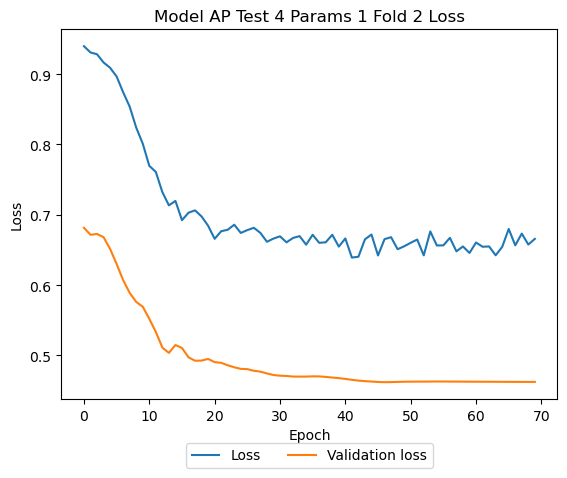 Model AP Test 4 Params 1 Fold 2 Loss
Loss
0.9
0.8
0.7
0.6
0.5
0 10 20 30 40 50 60 70
Epoch
Loss Validation loss